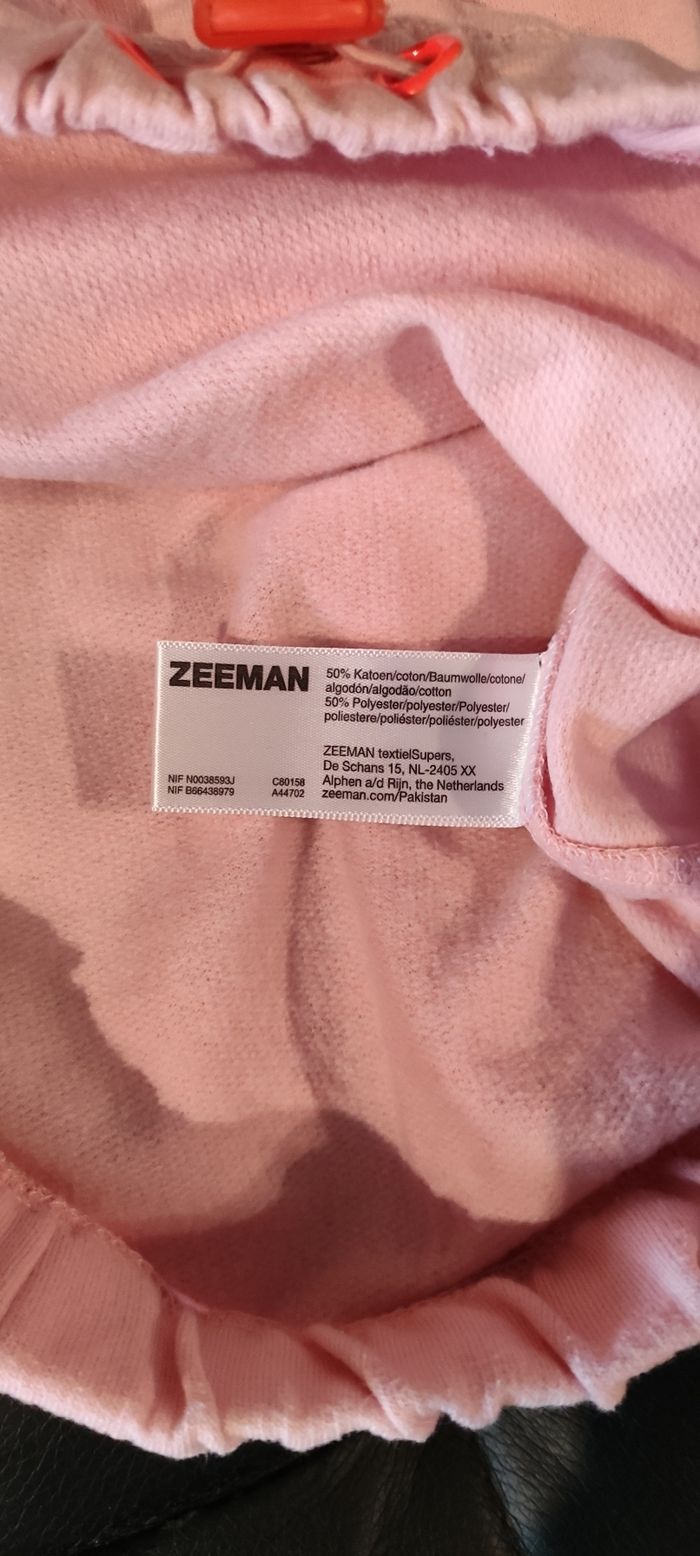 ZEEMAN
50% Katoen/coton/Baumwolle/cotone/
algodón/algodão/cotton
50% Polyester/polyester/Polyester/
poliestere/poliéster/poliéster/polyester
ZEEMAN textielSupers,
De Schans 15, NL-2405 XX
Alphen a/d Rijn, the Netherlands
zeeman.com/Pakistan
NIF N0038593J C80158
NIF B66438979 A44702